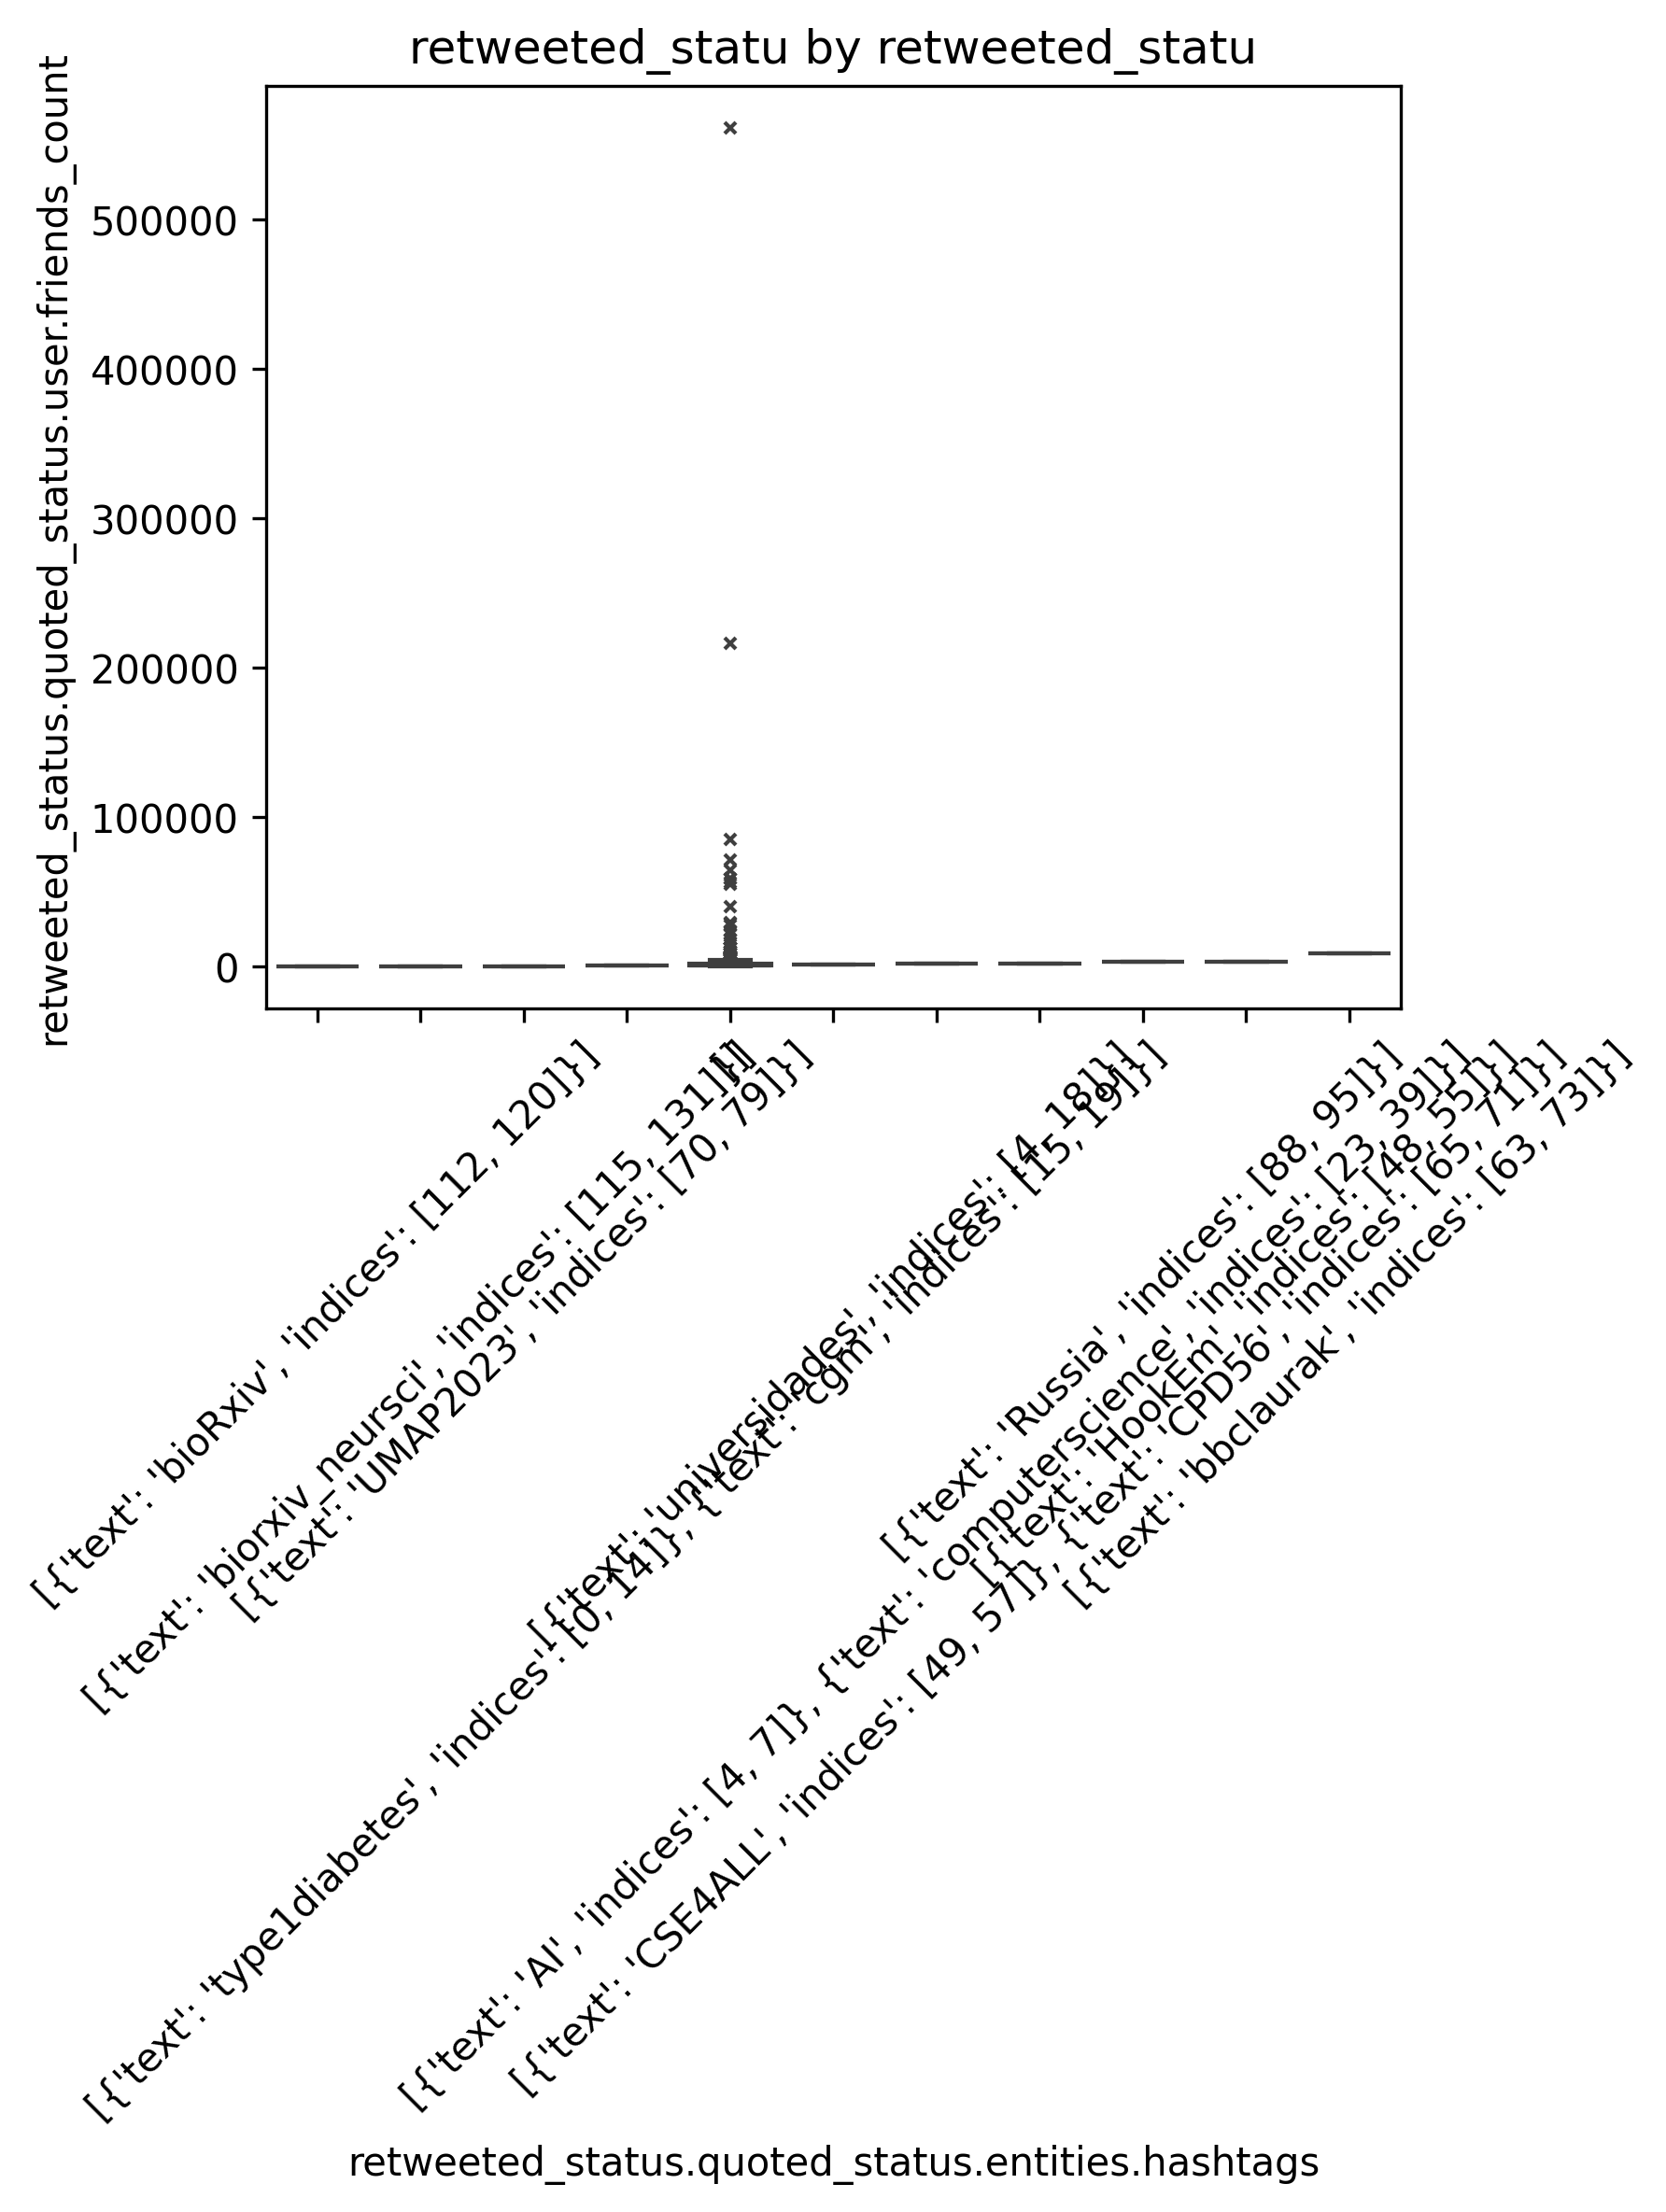 retweeted_statu by retweeted_statu
retweeted_status.quoted_status.user.friends_count
500000
400000
300000
200000
100000
0
[{'text': 'bioRxiv', 'indices': [112, 120]}]
[{'text': 'biorxiv_neursci', 'indices': [115, 131]}]
[{'text': 'UMAP2023', 'indices': [70, 79]}]
[{'text': 'type1diabetes', 'indices': [0, 14]}, {'text': 'cgm', 'indices': [15, 19]}]
[]
[{'text': 'universidades', 'indices': [4, 18]}]
[{'text': 'AI', 'indices': [4, 7]}, {'text': 'computerscience', 'indices': [23, 39]}]
[{'text': 'CSE4ALL', 'indices': [49, 57]}, {'text': 'CPD56', 'indices': [65, 71]}]
[{'text': 'Russia', 'indices': [88, 95]}]
[{'text': 'HookEm', 'indices': [48, 55]}]
[{'text': 'bbclaurak', 'indices': [63, 73]}]
retweeted_status.quoted_status.entities.hashtags